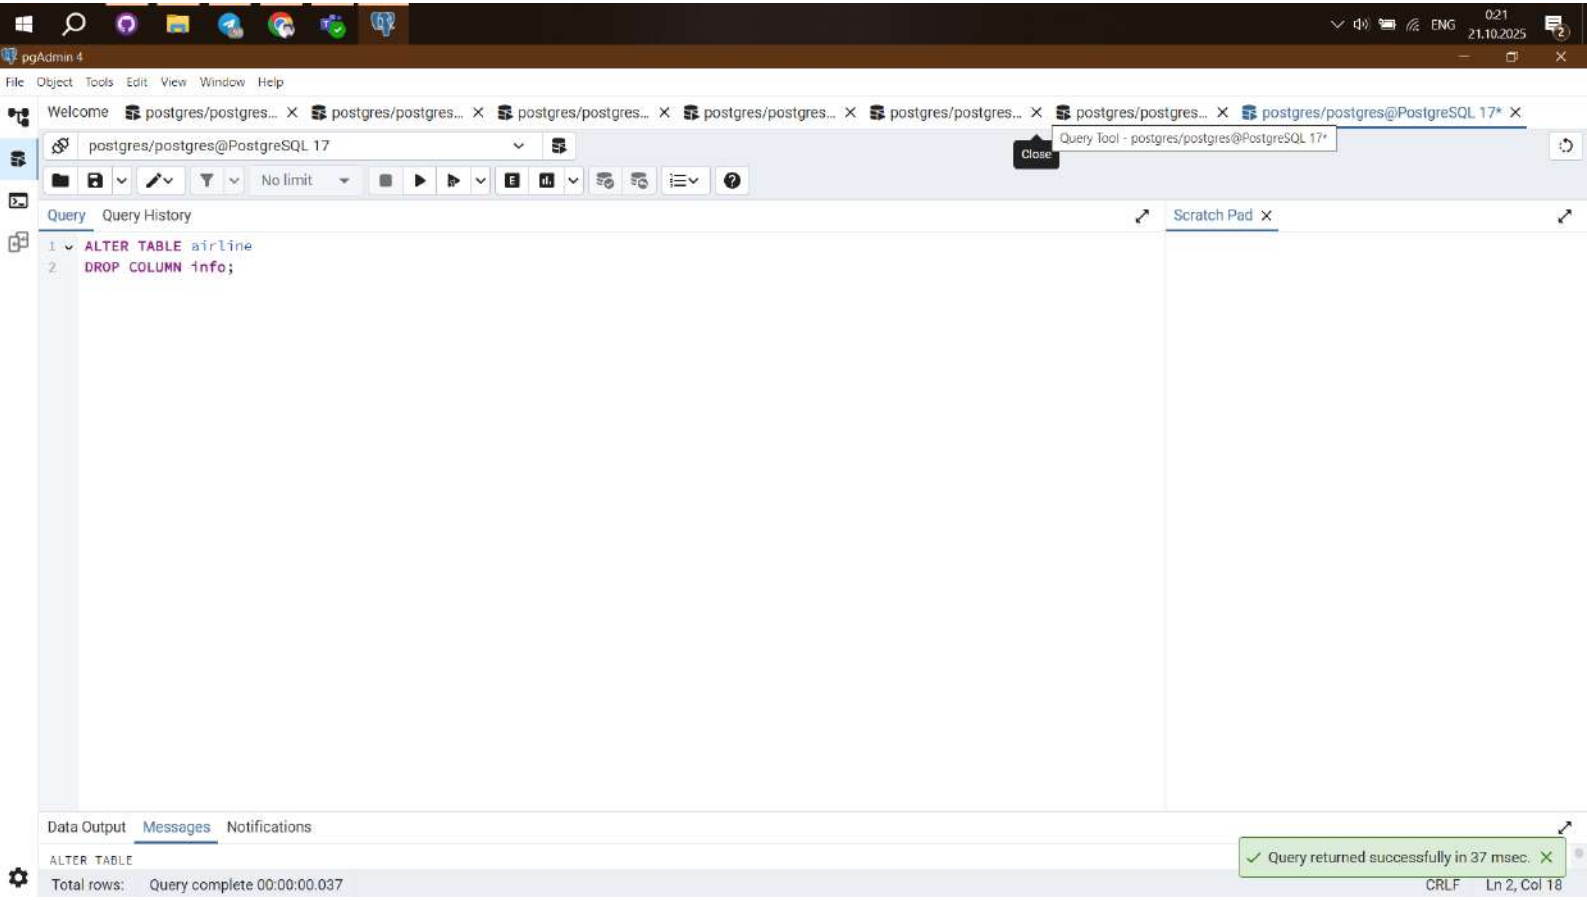 ENG
0:21
21.10.2025
2
pgAdmin 4
File Object Tools Edit View Window Help
Welcome postgres/postgres... postgres/postgres... postgres/postgres... postgres/postgres... postgres/postgres... postgres/postgres... postgres/postgres@PostgreSQL 17*
postgres/postgres@PostgreSQL 17
Query Tool - postgres/postgres@PostgreSQL 17*
Close
No limit
E
Query Query History
Scratch Pad
1 ALTER TABLE airline
2 DROP COLUMN info;
Data Output Messages Notifications
ALTER TABLE
Query returned successfully in 37 msec.
Total rows: Query complete 00:00:00.037
CRLF Ln 2, Col 18